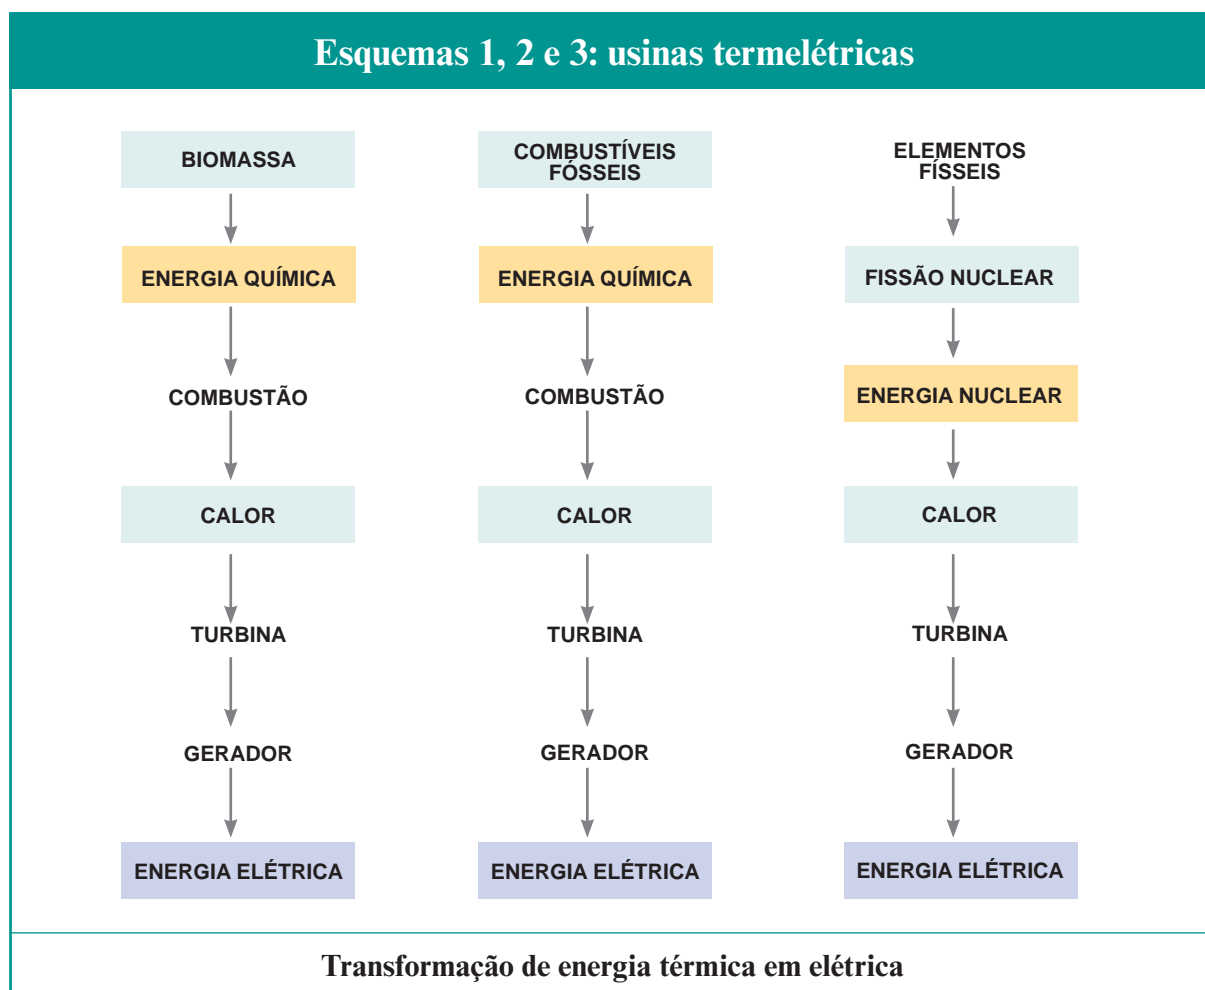 Esquemas 1, 2 e 3: usinas termelétricas
BIOMASSA
ENERGIA QUÍMICA
COMBUSTÃO
CALOR
TURBINA
GERADOR
ENERGIA ELÉTRICA
COMBUSTÍVEIS
FÓSSEIS
ENERGIA QUÍMICA
COMBUSTÃO
CALOR
TURBINA
GERADOR
ENERGIA ELÉTRICA
ELEMENTOS
FÍSSEIS
FISSÃO NUCLEAR
ENERGIA NUCLEAR
CALOR
TURBINA
GERADOR
ENERGIA ELÉTRICA
Transformação de energia térmica em elétrica